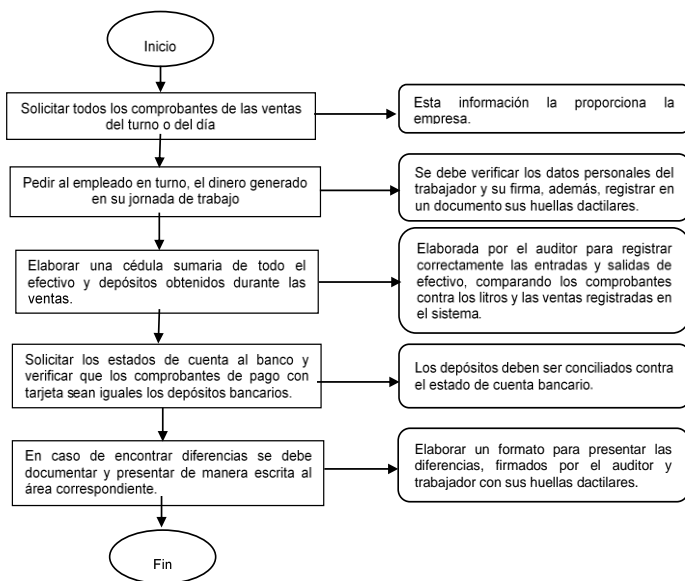 Inicio
Solicitar todos los comprobantes de las ventas
del turno o del día
Esta información la proporciona la
empresa.
Pedir al empleado en turno, el dinero generado
en su jornada de trabajo
Se debe verificar los datos personales del
trabajador y su firma, además, registrar en
un documento sus huellas dactilares.
Elaborar una cédula sumaria de todo el
efectivo y depósitos obtenidos durante las
ventas.
Elaborada por el auditor para registrar
correctamente las entradas y salidas de
efectivo, comparando los comprobantes
contra los litros y las ventas registradas en
el sistema.
Solicitar los estados de cuenta al banco y
verificar que los comprobantes de pago con
tarjeta sean iguales los depósitos bancarios.
Los depósitos deben ser conciliados contra
el estado de cuenta bancario.
En caso de encontrar diferencias se debe
documentar y presentar de manera escrita al
área correspondiente.
Elaborar un formato para presentar las
diferencias, firmados por el auditor y
trabajador con sus huellas dactilares.
Fin